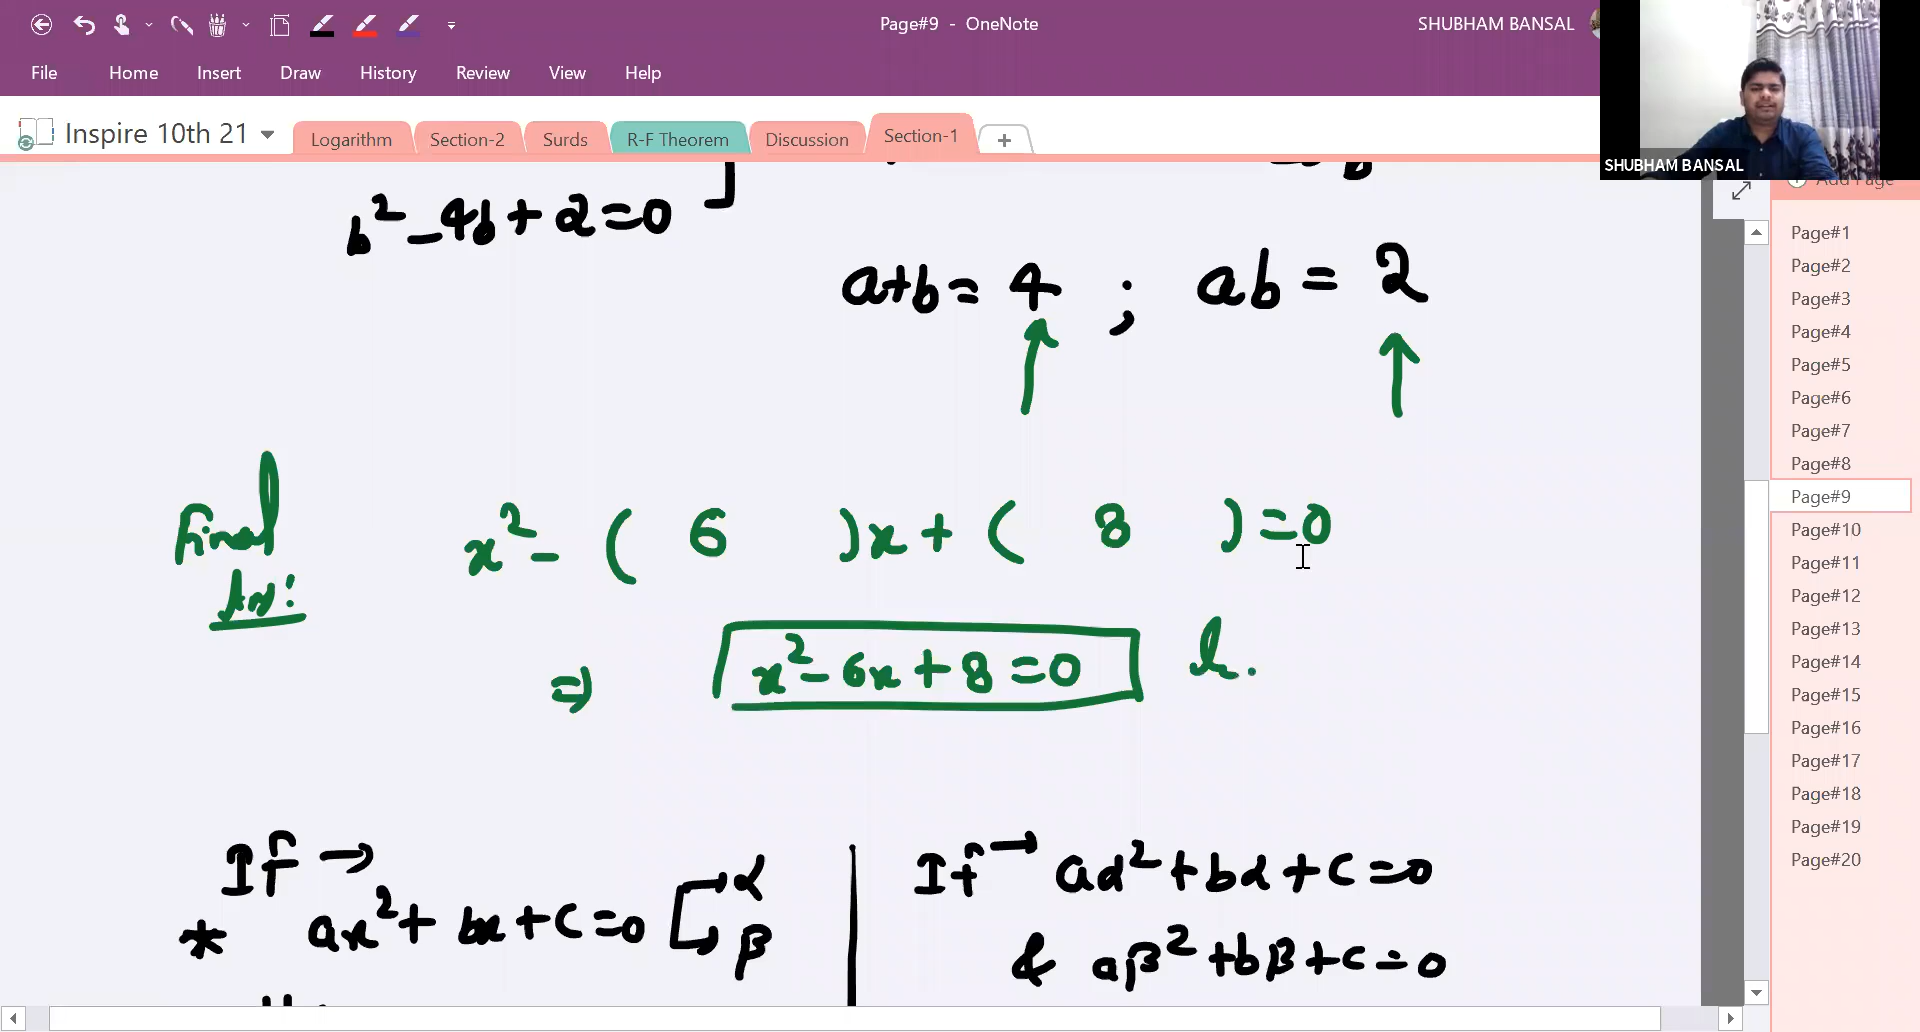 Page#9 - OneNote
SHUBHAM BANSAL
File Home Insert Draw History Review View Help
SHUBHAM BANSAL
Inspire 10th 21
Logarithm Section-2 Surds R-F Theorem Discussion Section-1 +
Add Page
b²-4b+2=0
a+b=4 ; ab=2
Final
Ans:
x²-( 6 )x+( 8 )=0
⇒ x²-6x+8=0
If → ax²+bx+c=0 α β
*
If → aα²+bα+c=0
& aβ²+bβ+c=0
Page#1
Page#2
Page#3
Page#4
Page#5
Page#6
Page#7
Page#8
Page#9
Page#10
Page#11
Page#12
Page#13
Page#14
Page#15
Page#16
Page#17
Page#18
Page#19
Page#20